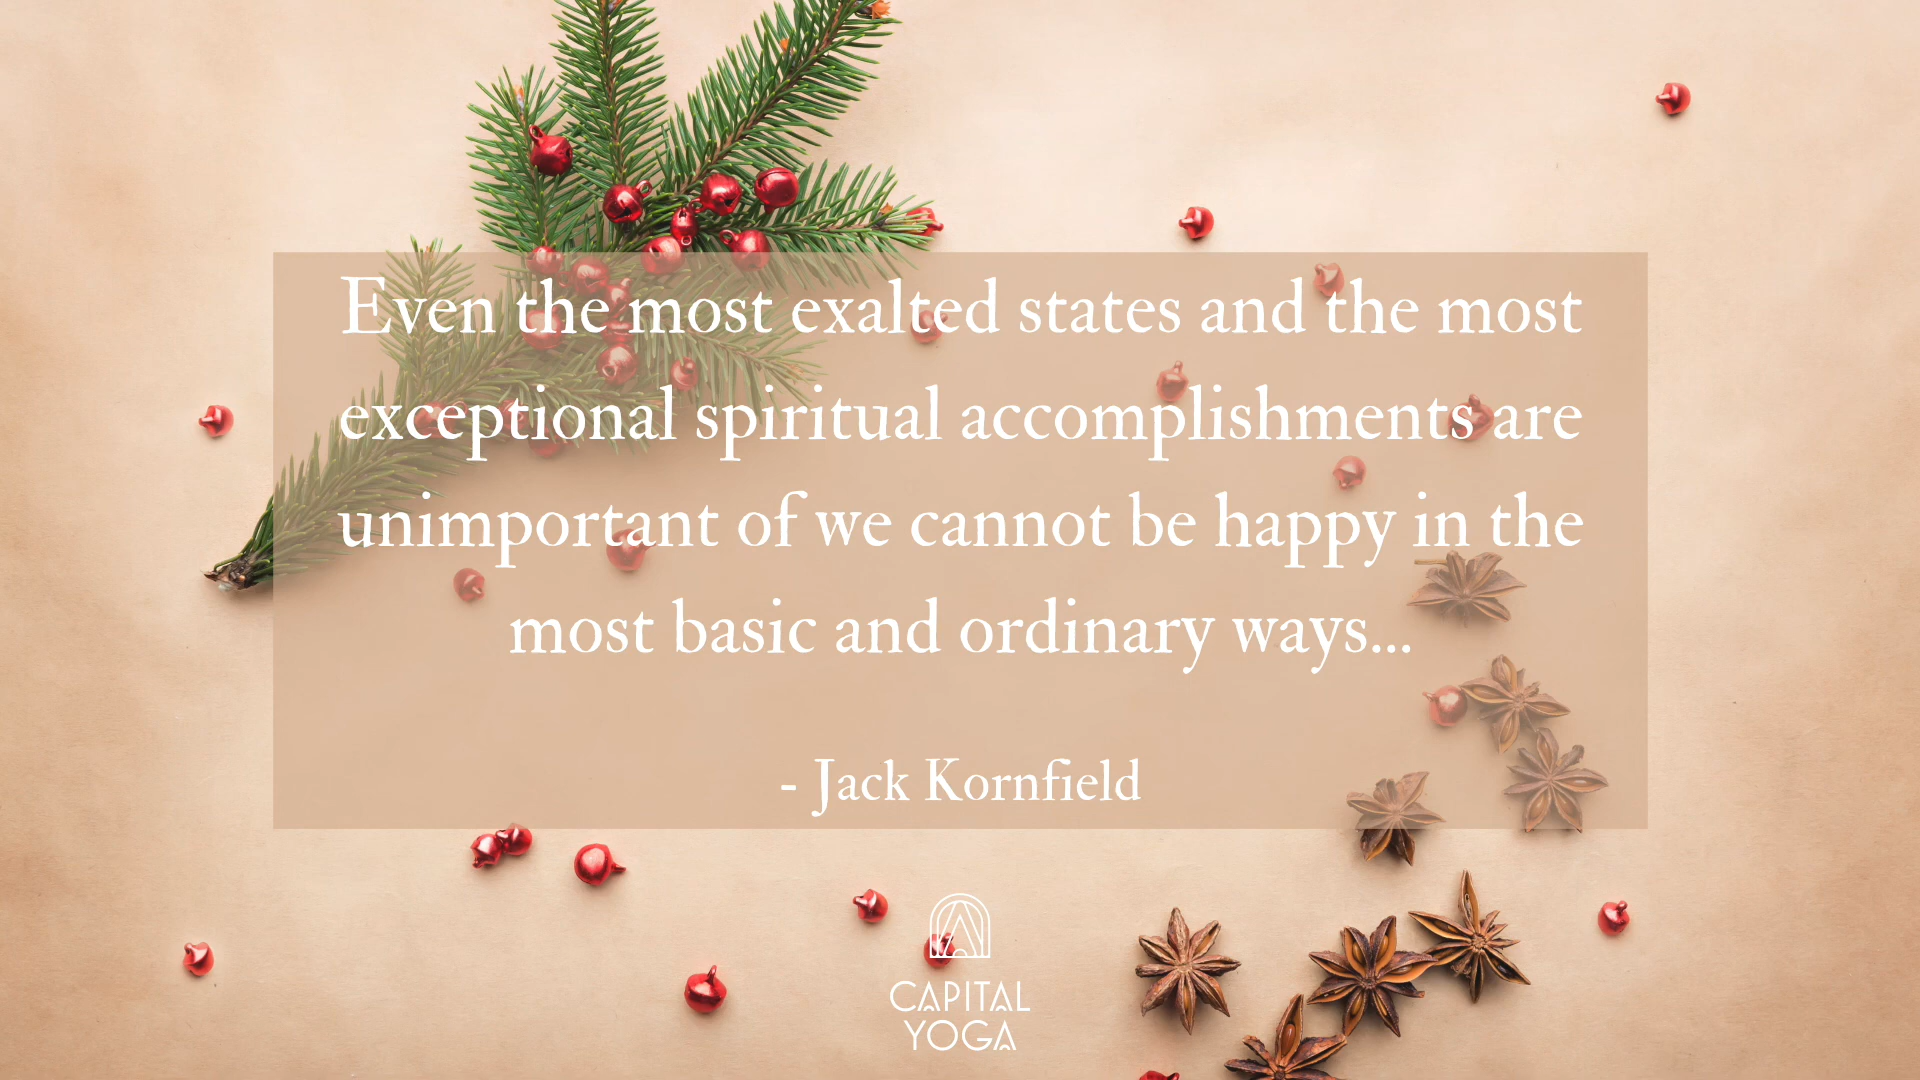 Even the most exalted states and the most
exceptional spiritual accomplishments are
unimportant of we cannot be happy in the
most basic and ordinary ways...
- Jack Kornfield
CAPITAL
YOGA